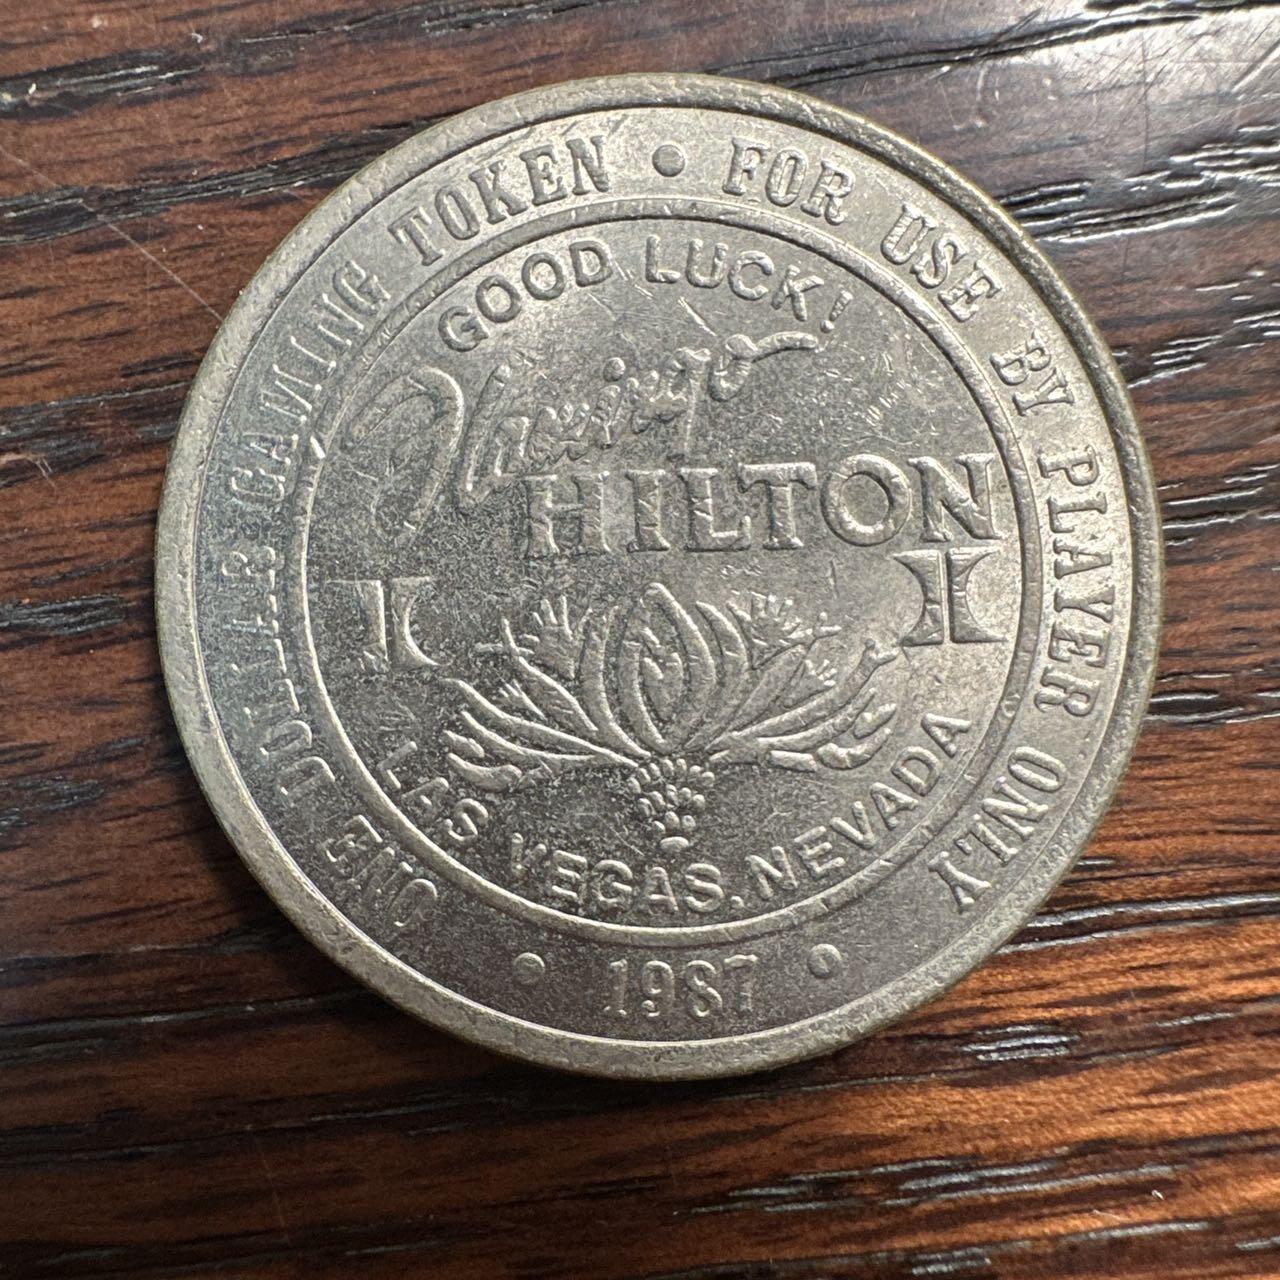 ONE DOLLAR GAMING TOKEN • FOR USE BY PLAYER ONLY
GOOD LUCK!
Flamingo
HILTON
LAS VEGAS, NEVADA
• 1987 •